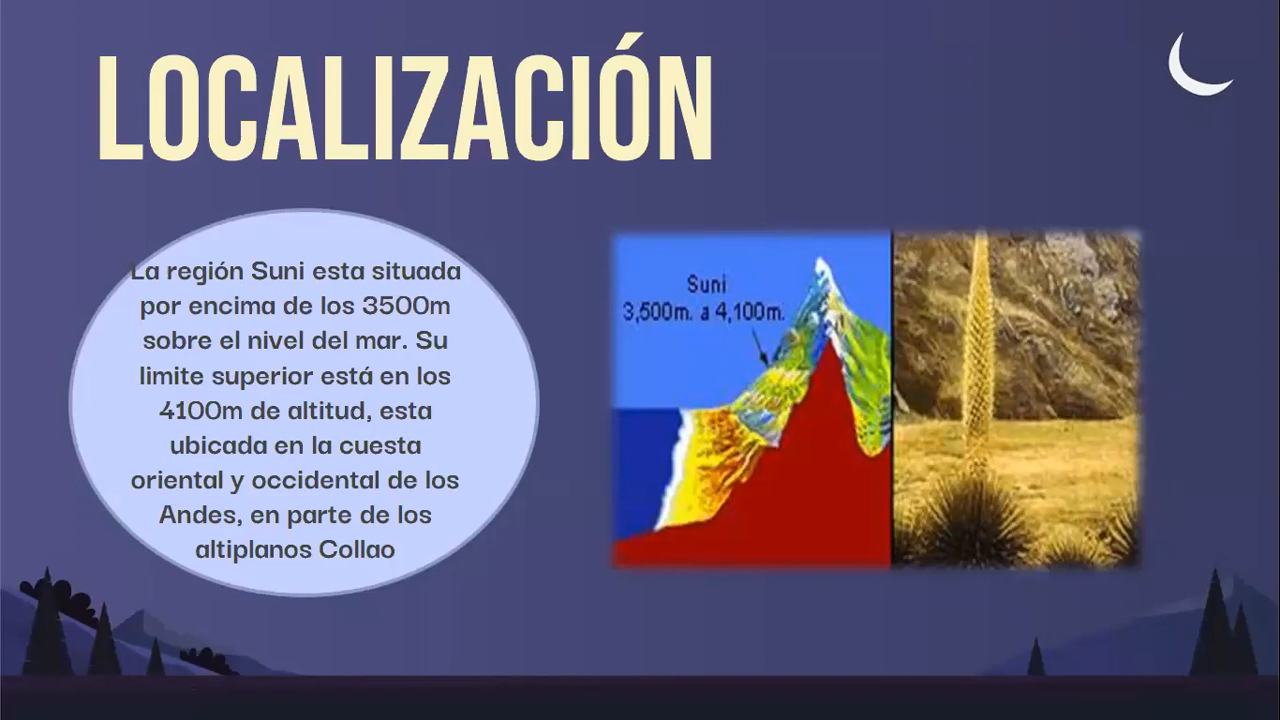 LOCALIZACIÓN
La región Suni esta situada
por encima de los 3500m
sobre el nivel del mar. Su
limite superior está en los
4100m de altitud, esta
ubicada en la cuesta
oriental y occidental de los
Andes, en parte de los
altiplanos Collao
Suni
3,500m. a 4,100m.